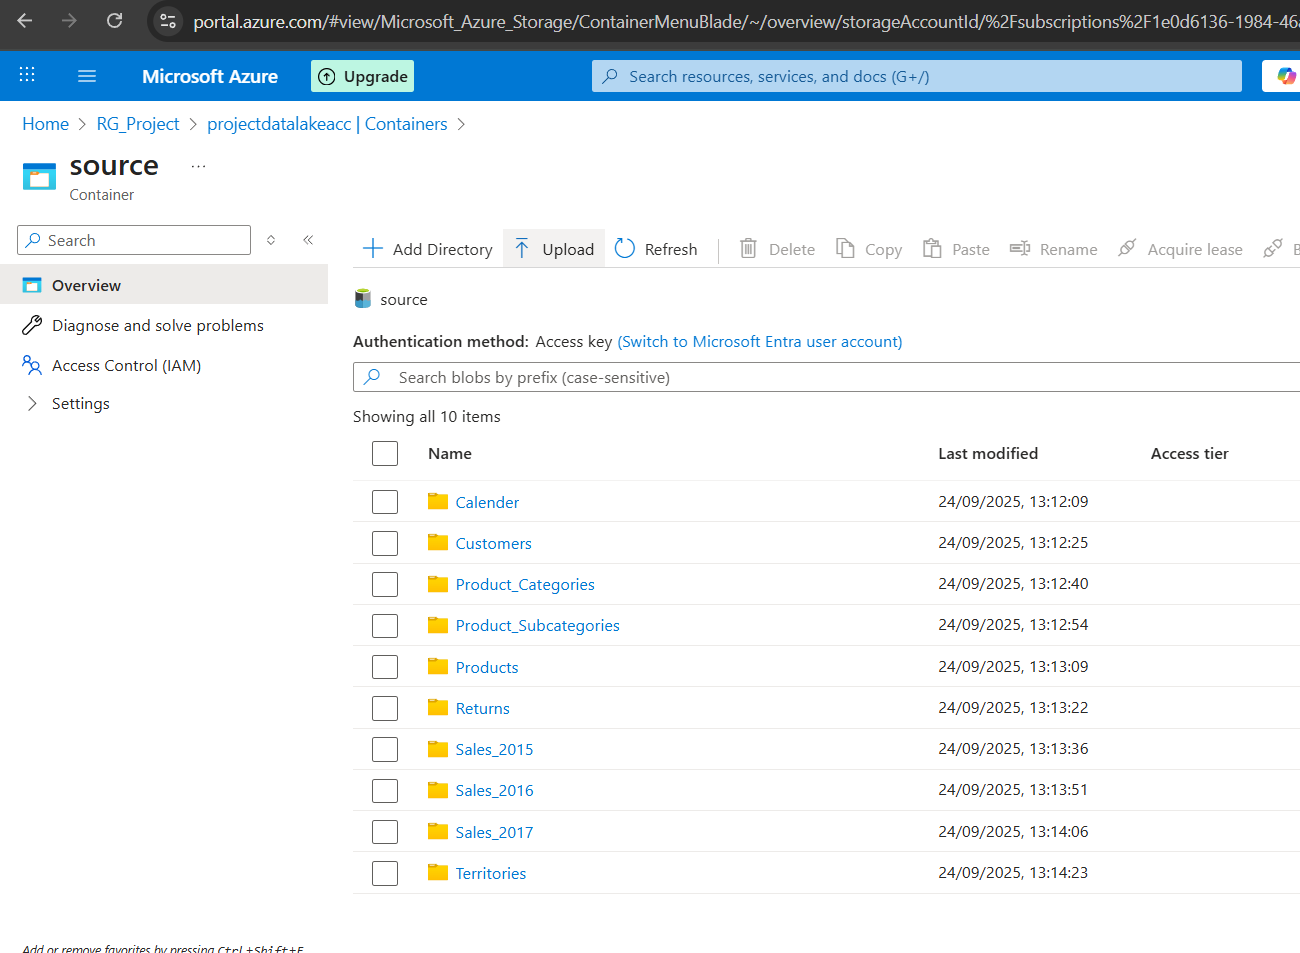 portal.azure.com/#view/Microsoft_Azure_Storage/ContainerMenuBlade/~/overview/storageAccountId/%2Fsubscriptions%2F1e0d6136-1984-46
Microsoft Azure
Upgrade
Search resources, services, and docs (G+/)
Home > RG_Project > projectdatalakeacc | Containers >
source ...
Container
Search
Overview
Diagnose and solve problems
Access Control (IAM)
Settings
Add Directory Upload Refresh Delete Copy Paste Rename Acquire lease
source
Authentication method: Access key (Switch to Microsoft Entra user account)
Search blobs by prefix (case-sensitive)
Showing all 10 items
Name Last modified Access tier
Calender 24/09/2025, 13:12:09
Customers 24/09/2025, 13:12:25
Product_Categories 24/09/2025, 13:12:40
Product_Subcategories 24/09/2025, 13:12:54
Products 24/09/2025, 13:13:09
Returns 24/09/2025, 13:13:22
Sales_2015 24/09/2025, 13:13:36
Sales_2016 24/09/2025, 13:13:51
Sales_2017 24/09/2025, 13:14:06
Territories 24/09/2025, 13:14:23
Add or remove favorites by pressing Ctrl+Shift+F